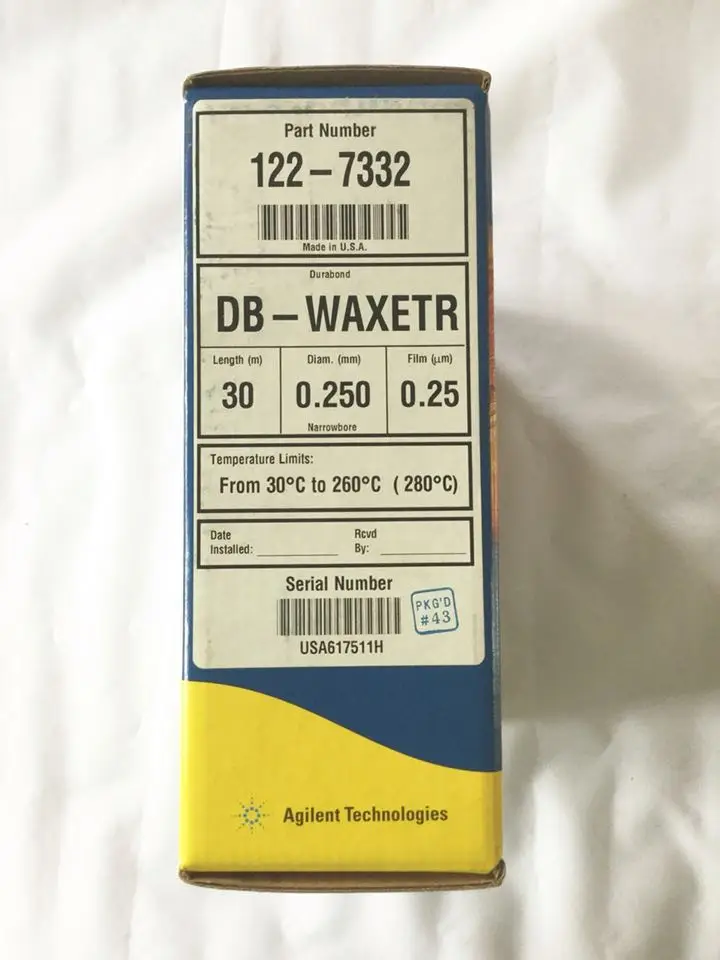 Part Number
122-7332
Made in U.S.A.
Durabond
DB-WAXETR
Length (m) Diam. (mm) Film (μm)
30 0.250 0.25
Narrowbore
Temperature Limits:
From 30°C to 260°C (280°C)
Date Rcvd
Installed: By:
Serial Number
PKG'D
#43
USA617511H
Agilent Technologies